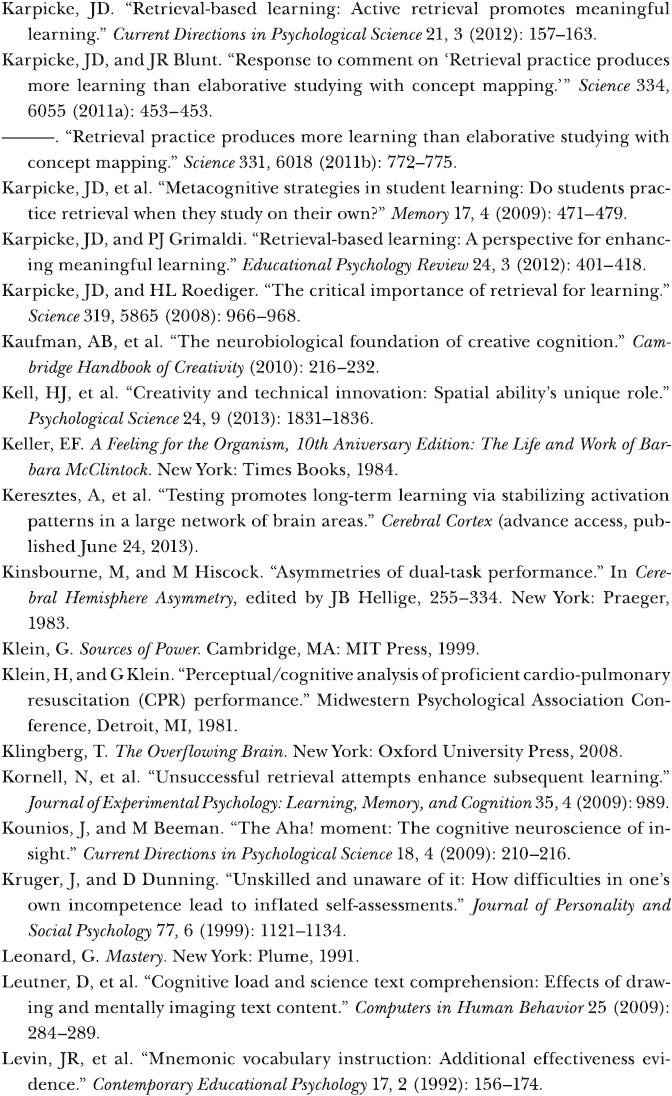 Karpicke, JD. “Retrieval-based learning: Active retrieval promotes meaningful
learning.” Current Directions in Psychological Science 21, 3 (2012): 157–163.
Karpicke, JD, and JR Blunt. “Response to comment on ‘Retrieval practice produces
more learning than elaborative studying with concept mapping.’” Science 334,
6055 (2011a): 453–453.
———. “Retrieval practice produces more learning than elaborative studying with
concept mapping.” Science 331, 6018 (2011b): 772–775.
Karpicke, JD, et al. “Metacognitive strategies in student learning: Do students prac-
tice retrieval when they study on their own?” Memory 17, 4 (2009): 471–479.
Karpicke, JD, and PJ Grimaldi. “Retrieval-based learning: A perspective for enhanc-
ing meaningful learning.” Educational Psychology Review 24, 3 (2012): 401–418.
Karpicke, JD, and HL Roediger. “The critical importance of retrieval for learning.”
Science 319, 5865 (2008): 966–968.
Kaufman, AB, et al. “The neurobiological foundation of creative cognition.” Cam-
bridge Handbook of Creativity (2010): 216–232.
Kell, HJ, et al. “Creativity and technical innovation: Spatial ability’s unique role.”
Psychological Science 24, 9 (2013): 1831–1836.
Keller, EF. A Feeling for the Organism, 10th Aniversary Edition: The Life and Work of Bar-
bara McClintock. New York: Times Books, 1984.
Keresztes, A, et al. “Testing promotes long-term learning via stabilizing activation
patterns in a large network of brain areas.” Cerebral Cortex (advance access, pub-
lished June 24, 2013).
Kinsbourne, M, and M Hiscock. “Asymmetries of dual-task performance.” In Cere-
bral Hemisphere Asymmetry, edited by JB Hellige, 255–334. New York: Praeger,
1983.
Klein, G. Sources of Power. Cambridge, MA: MIT Press, 1999.
Klein, H, and G Klein. “Perceptual/cognitive analysis of proficient cardio-pulmonary
resuscitation (CPR) performance.” Midwestern Psychological Association Con-
ference, Detroit, MI, 1981.
Klingberg, T. The Overflowing Brain. New York: Oxford University Press, 2008.
Kornell, N, et al. “Unsuccessful retrieval attempts enhance subsequent learning.”
Journal of Experimental Psychology: Learning, Memory, and Cognition 35, 4 (2009): 989.
Kounios, J, and M Beeman. “The Aha! moment: The cognitive neuroscience of in-
sight.” Current Directions in Psychological Science 18, 4 (2009): 210–216.
Kruger, J, and D Dunning. “Unskilled and unaware of it: How difficulties in one’s
own incompetence lead to inflated self-assessments.” Journal of Personality and
Social Psychology 77, 6 (1999): 1121–1134.
Leonard, G. Mastery. New York: Plume, 1991.
Leutner, D, et al. “Cognitive load and science text comprehension: Effects of draw-
ing and mentally imaging text content.” Computers in Human Behavior 25 (2009):
284–289.
Levin, JR, et al. “Mnemonic vocabulary instruction: Additional effectiveness evi-
dence.” Contemporary Educational Psychology 17, 2 (1992): 156–174.